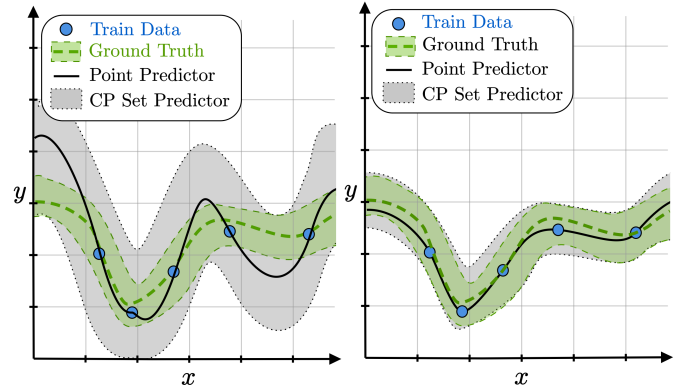 Train Data
Ground Truth
Point Predictor
CP Set Predictor
y
x
Train Data
Ground Truth
Point Predictor
CP Set Predictor
y
x